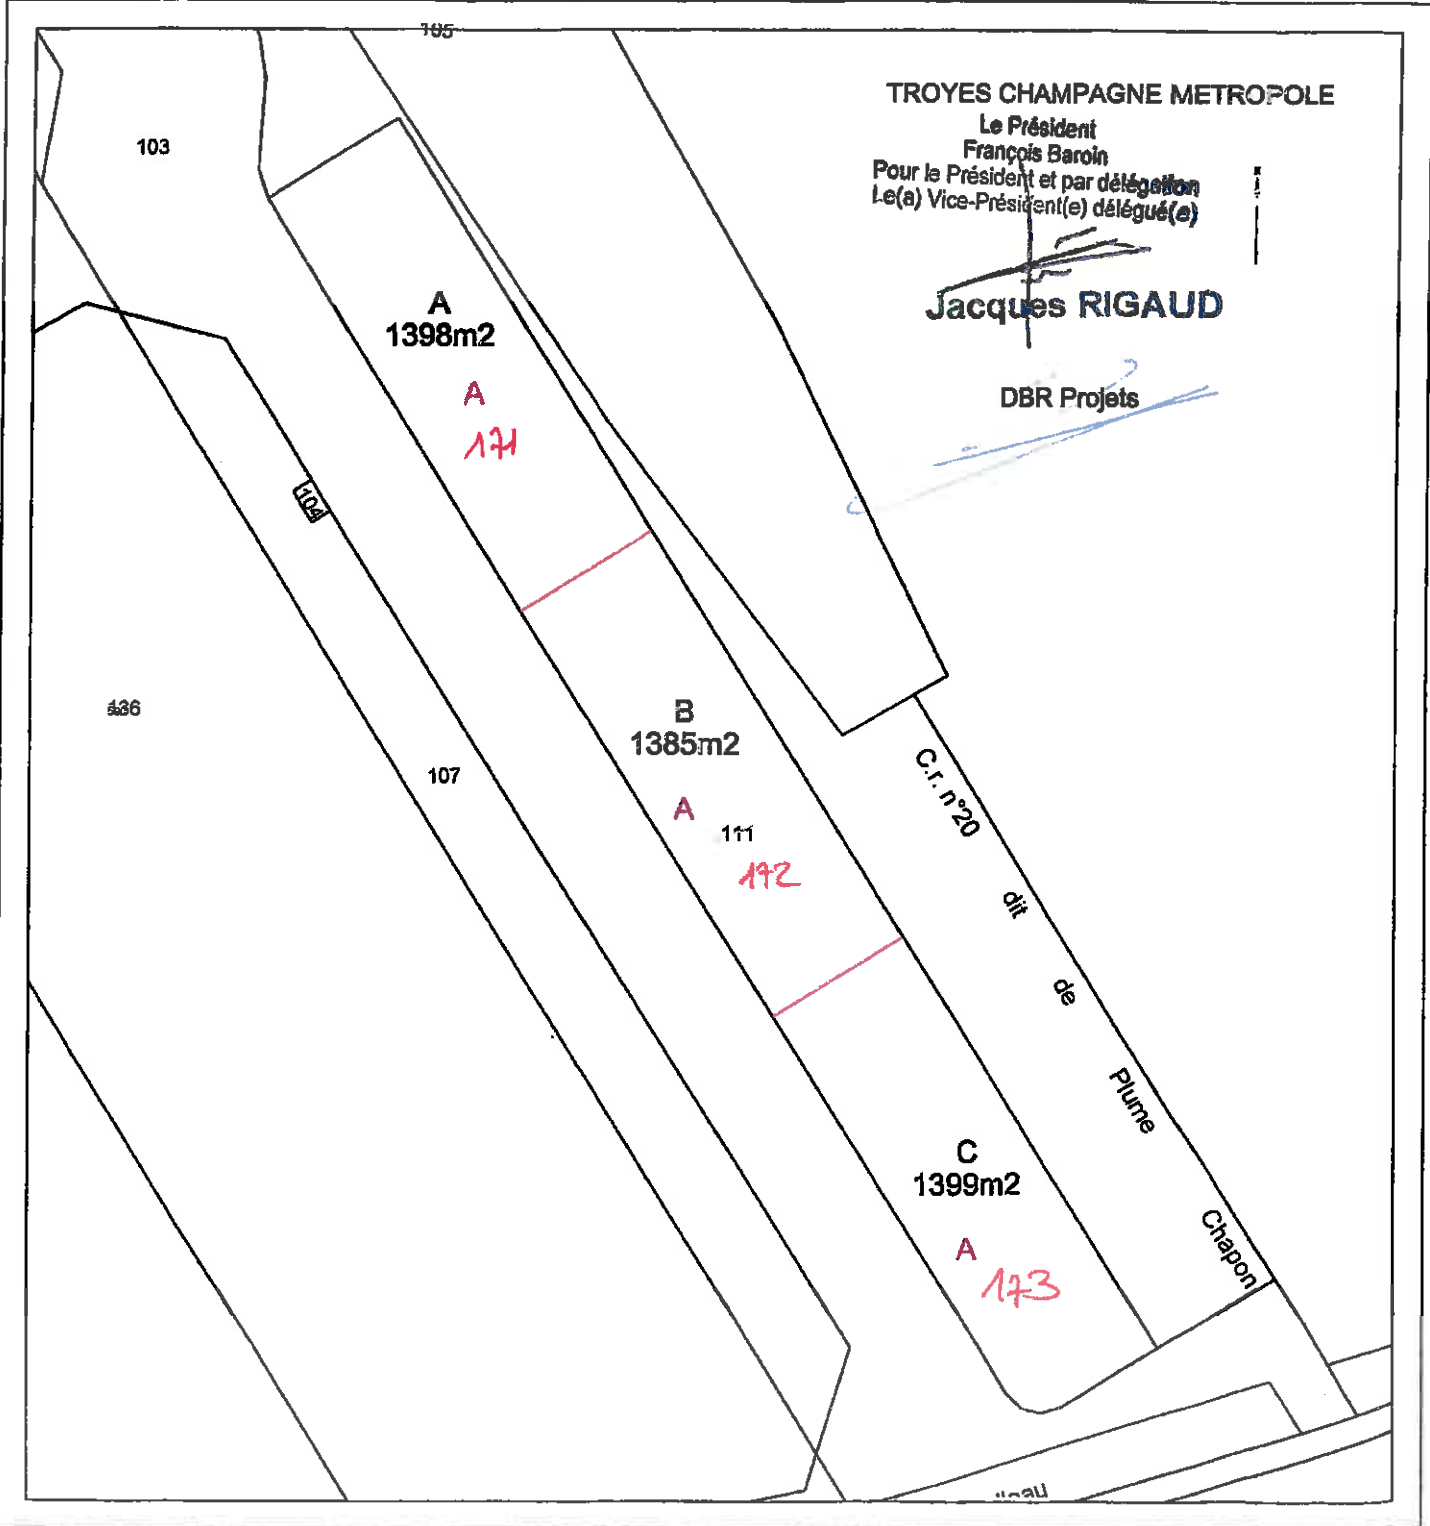 105
TROYES CHAMPAGNE METROPOLE
Le Président
François Baroin
Pour le Président et par délégation
Le(a) Vice-Président(e) délégué(e)
Jacques RIGAUD
DBR Projets
103
A
1398m2
A
171
104
B
1385m2
A
111
172
107
C.r. n°20
dit
de
Plume
Chapon
C
1399m2
A
173